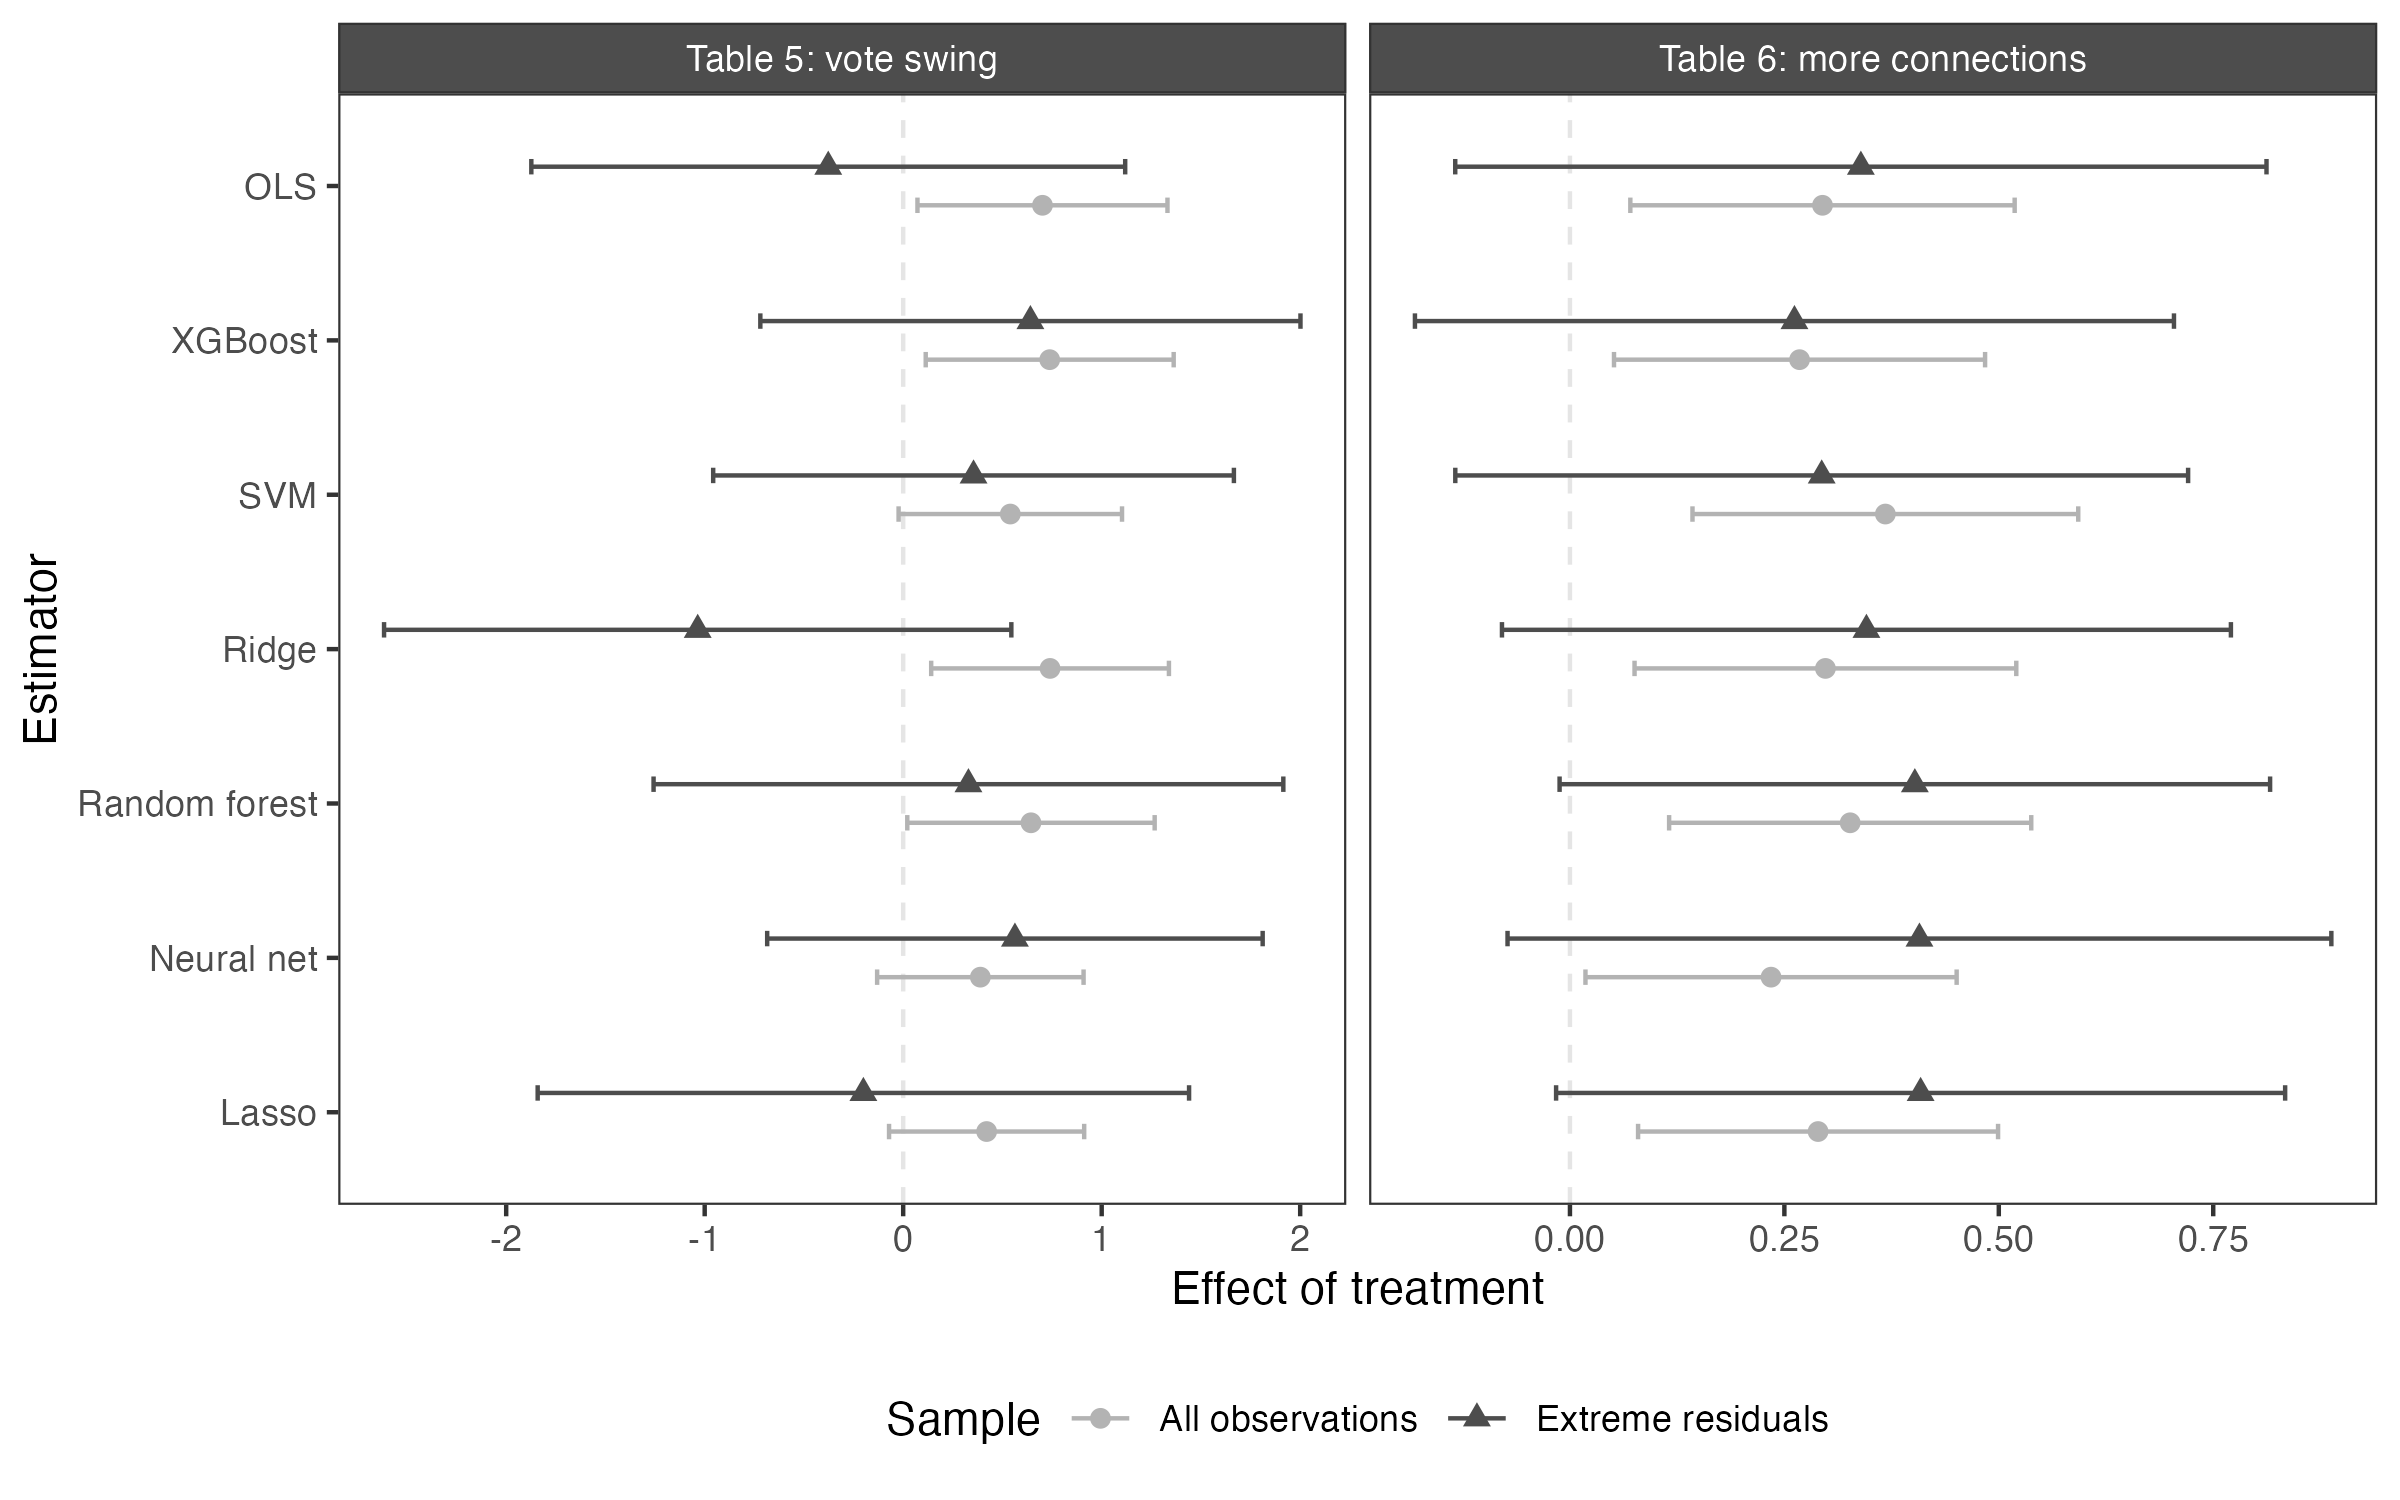 Table 5: vote swing
Table 6: more connections
Estimator
OLS
XGBoost
SVM
Ridge
Random forest
Neural net
Lasso
-2 -1 0 1 2
0.00 0.25 0.50 0.75
Effect of treatment
Sample All observations Extreme residuals